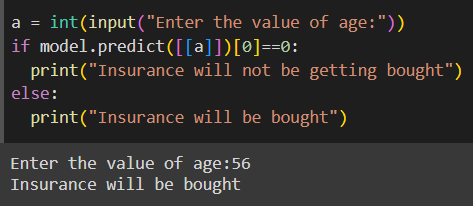 a = int(input("Enter the value of age:"))
if model.predict([[a]])[0]==0:
  print("Insurance will not be getting bought")
else:
  print("Insurance will be bought")
Enter the value of age:56
Insurance will be bought